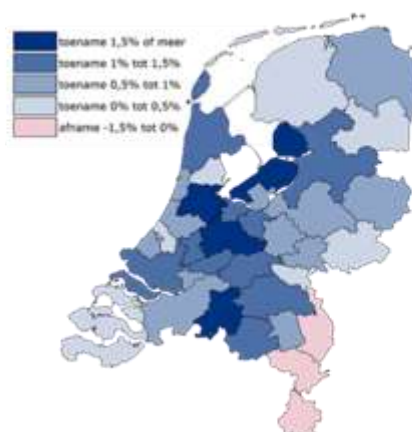 toename 1,5% of meer
toename 1% tot 1,5%
toename 0,5% tot 1%
toename 0% tot 0,5%
afname -1,5% tot 0%